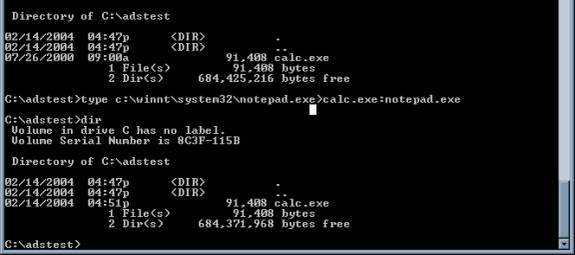 Directory of C:\adstest
02/14/2004 04:47p <DIR> .
02/14/2004 04:47p <DIR> ..
07/26/2000 09:00a 91,408 calc.exe
1 File(s) 91,408 bytes
2 Dir(s) 684,425,216 bytes free
C:\adstest>type c:\winnt\system32\notepad.exe>calc.exe:notepad.exe
C:\adstest>dir
Volume in drive C has no label.
Volume Serial Number is 8C3F-115B
Directory of C:\adstest
02/14/2004 04:47p <DIR> .
02/14/2004 04:47p <DIR> ..
02/14/2004 04:51p 91,408 calc.exe
1 File(s) 91,408 bytes
2 Dir(s) 684,371,968 bytes free
C:\adstest>